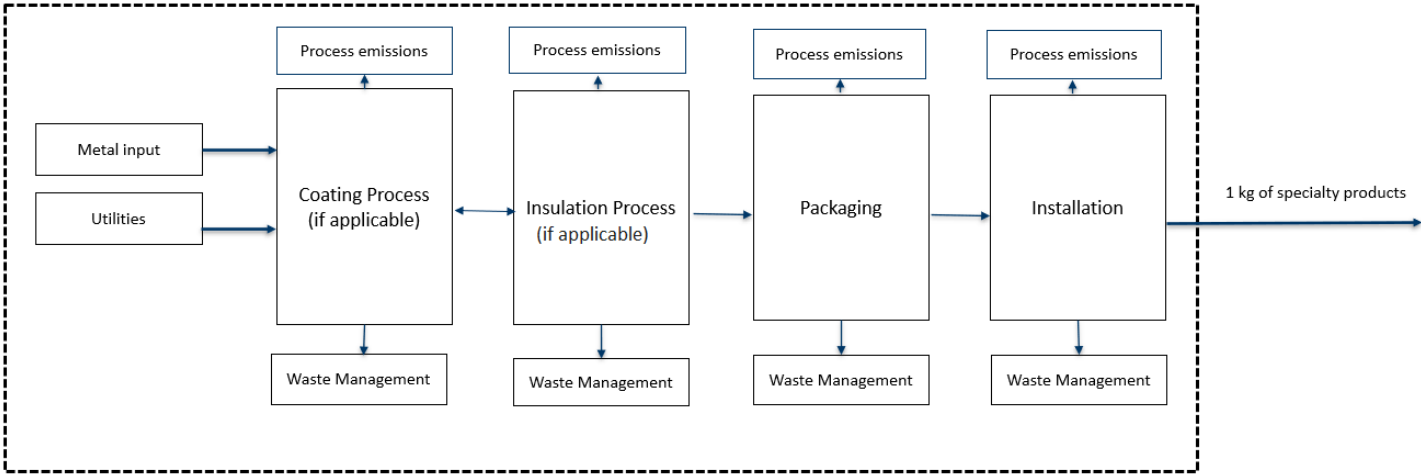 Process emissions
Process emissions
Process emissions
Process emissions
Metal input
Utilities
Coating Process
(if applicable)
Insulation Process
(if applicable)
Packaging
Installation
1 kg of specialty products
Waste Management
Waste Management
Waste Management
Waste Management